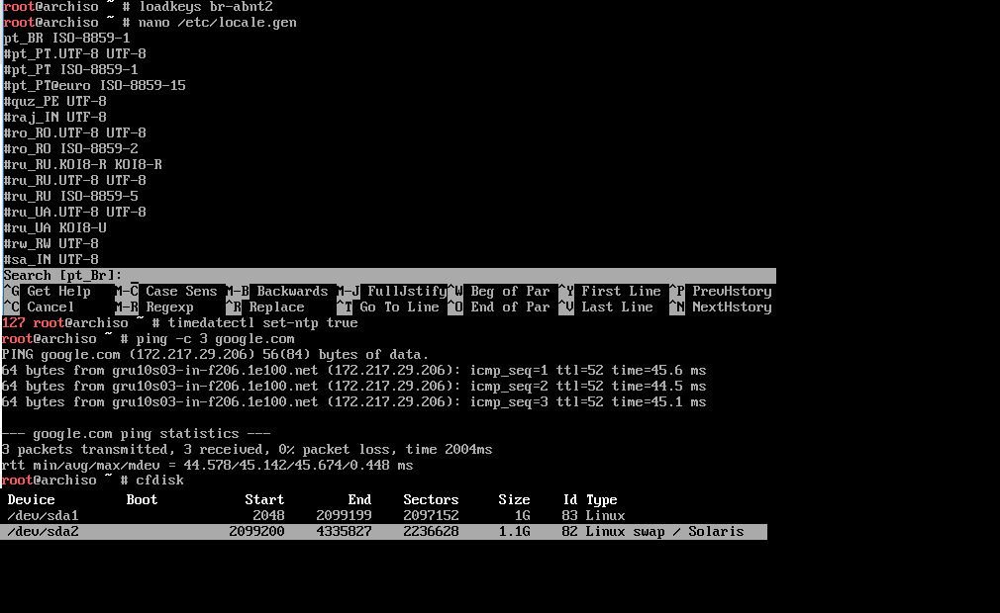 root@archiso ~ # loadkeys br-abnt2
root@archiso ~ # nano /etc/locale.gen
pt_BR ISO-8859-1
#pt_PT.UTF-8 UTF-8
#pt_PT ISO-8859-1
#pt_PT@euro ISO-8859-15
#quz_PE UTF-8
#raj_IN UTF-8
#ro_RO.UTF-8 UTF-8
#ro_RO ISO-8859-2
#ru_RU.KOI8-R KOI8-R
#ru_RU.UTF-8 UTF-8
#ru_RU ISO-8859-5
#ru_UA.UTF-8 UTF-8
#ru_UA KOI8-U
#rw_RW UTF-8
#sa_IN UTF-8
Search [pt_Br]:
^G Get Help M-C Case Sens M-B Backwards M-J FullJstify ^W Beg of Par ^Y First Line ^P PrevHstory
^C Cancel M-R Regexp ^R Replace ^T Go To Line ^O End of Par ^V Last Line ^N NextHstory
127 root@archiso ~ # timedatectl set-ntp true
root@archiso ~ # ping -c 3 google.com
PING google.com (172.217.29.206) 56(84) bytes of data.
64 bytes from gru10s03-in-f206.1e100.net (172.217.29.206): icmp_seq=1 ttl=52 time=45.6 ms
64 bytes from gru10s03-in-f206.1e100.net (172.217.29.206): icmp_seq=2 ttl=52 time=44.5 ms
64 bytes from gru10s03-in-f206.1e100.net (172.217.29.206): icmp_seq=3 ttl=52 time=45.1 ms
--- google.com ping statistics ---
3 packets transmitted, 3 received, 0% packet loss, time 2004ms
rtt min/avg/max/mdev = 44.578/45.142/45.674/0.448 ms
root@archiso ~ # cfdisk
Device Boot Start End Sectors Size Id Type
/dev/sda1 2048 2099199 2097152 1G 83 Linux
/dev/sda2 2099200 4335827 2236628 1.1G 82 Linux swap / Solaris